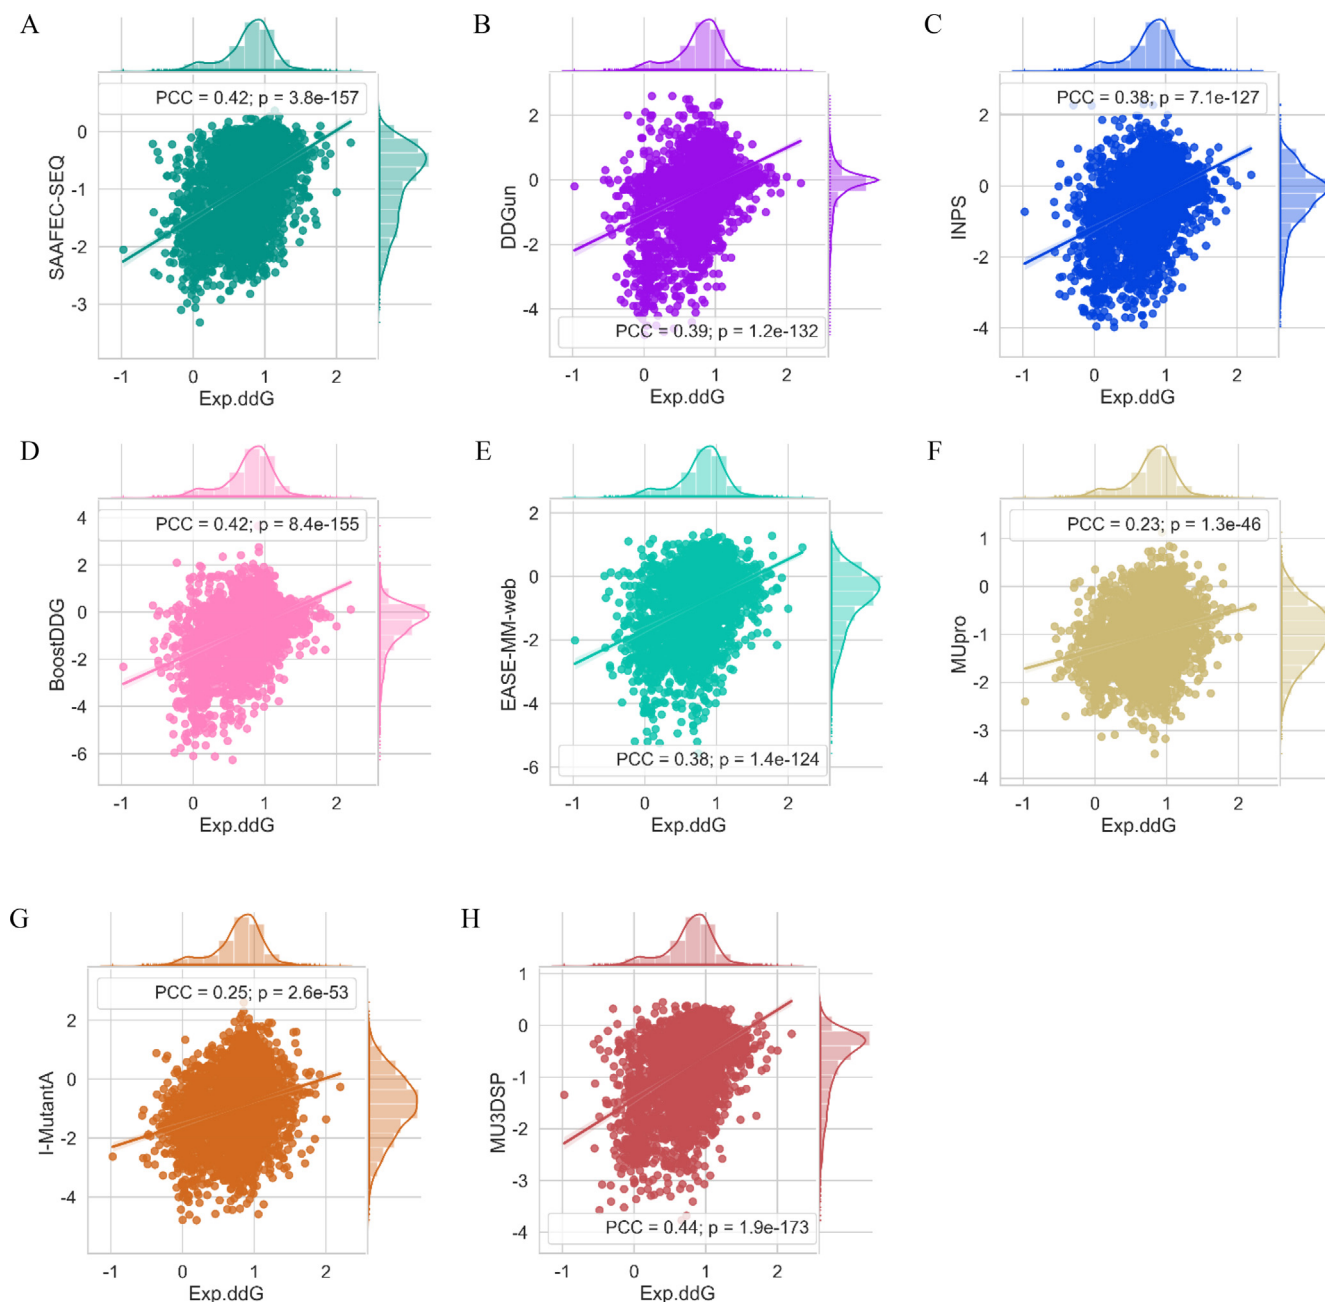 A
PCC = 0.42; p = 3.8e-157
SAAFEC-SEQ
0
-1
-2
-3
-1 0 1 2
Exp.ddG
B
DDGun
2
0
-2
-4
PCC = 0.39; p = 1.2e-132
-1 0 1 2
Exp.ddG
C
PCC = 0.38; p = 7.1e-127
INPS
2
0
-2
-4
-1 0 1 2
Exp.ddG
D
PCC = 0.42; p = 8.4e-155
BoostDDG
4
2
0
-2
-4
-6
-1 0 1 2
Exp.ddG
E
EASE-MM-web
2
0
-2
-4
-6
PCC = 0.38; p = 1.4e-124
-1 0 1 2
Exp.ddG
F
PCC = 0.23; p = 1.3e-46
MUpro
1
0
-1
-2
-3
-4
-1 0 1 2
Exp.ddG
G
PCC = 0.25; p = 2.6e-53
I-MutantA
2
0
-2
-4
-1 0 1 2
Exp.ddG
H
MU3DSP
1
0
-1
-2
-3
-4
PCC = 0.44; p = 1.9e-173
-1 0 1 2
Exp.ddG